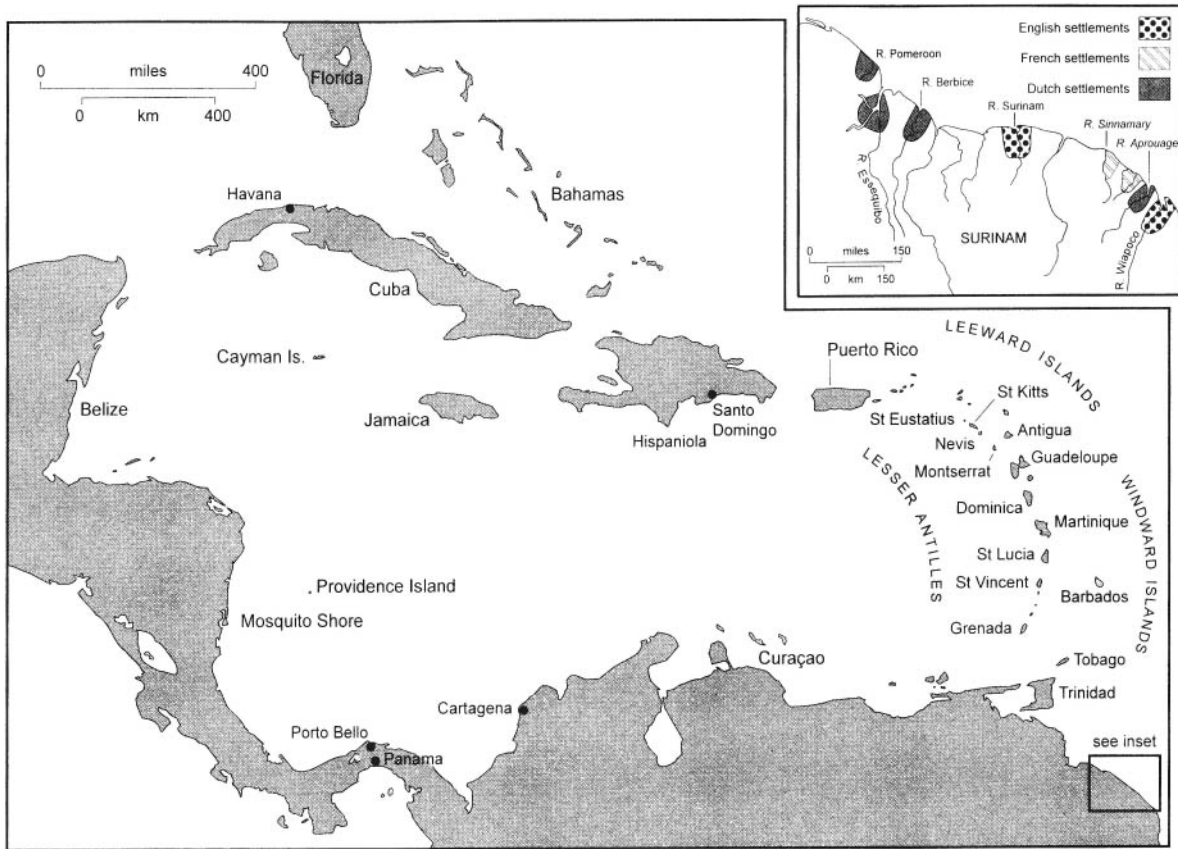 0 miles 400
0 km 400
Florida
Havana
Bahamas
Cuba
Cayman Is.
Belize
Jamaica
Hispaniola
Santo
Domingo
Puerto Rico
LEEWARD ISLANDS
St Kitts
St Eustatius
Nevis
Antigua
Montserrat
Guadeloupe
LESSER ANTILLES
Dominica
WINDWARD ISLANDS
Martinique
St Lucia
St Vincent
Barbados
Grenada
Providence Island
Mosquito Shore
Curaçao
Tobago
Trinidad
Cartagena
Porto Bello
Panama
see inset
English settlements
French settlements
Dutch settlements
R. Pomeroon
R. Berbice
R. Surinam
R. Sinnamary
R. Aprouage
R. Essequibo
SURINAM
R. Wiapoco
0 miles 150
0 km 150